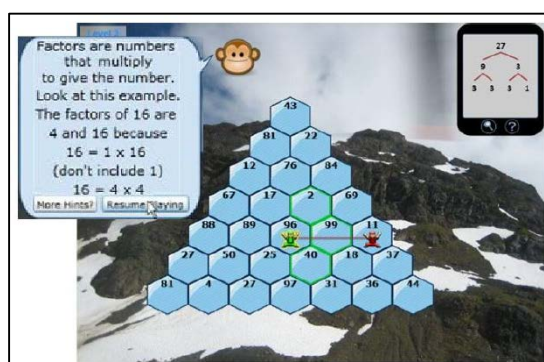 Level 2
Factors are numbers
that multiply
to give the number.
Look at this example.
The factors of 16 are
4 and 16 because
16 = 1 x 16
(don't include 1)
16 = 4 x 4
More Hints? Resume Playing
27
9 3
3 3 3 1
?
43
81 22
12 76 84
67 17 2 69
88 89 96 99 11
27 50 25 40 18 37
81 4 27 97 31 36 44